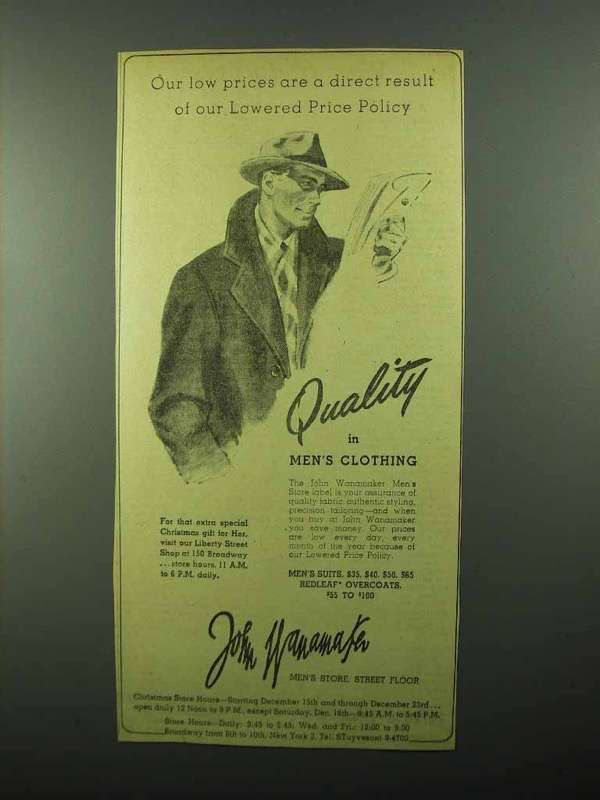 Our low prices are a direct result
of our Lowered Price Policy
Quality
in
MEN'S CLOTHING
The John Wanamaker Men's
Store label is your assurance of
quality fabric, authentic styling,
precision tailoring—and when
you buy at John Wanamaker
you save money. Our prices
are low every day, every
month of the year because of
our Lowered Price Policy.
MEN'S SUITS, $35, $40, $50, $65
REDLEAF* OVERCOATS,
$55 TO $100
For that extra special
Christmas gift for Her,
visit our Liberty Street
Shop at 150 Broadway
...store hours, 11 A.M.
to 6 P.M. daily.
John Wanamaker
MEN'S STORE, STREET FLOOR
Christmas Store Hours—Starting December 15th and through December 23rd...
open daily 12 Noon to 9 P.M., except Saturday, Dec. 18th—9:45 A.M. to 5:45 P.M.
Store Hours—Daily: 9:45 to 5:45; Wed. and Fri.: 12:00 to 9:00
Broadway from 8th to 10th, New York 3, Tel. STuyvesant 9-4700